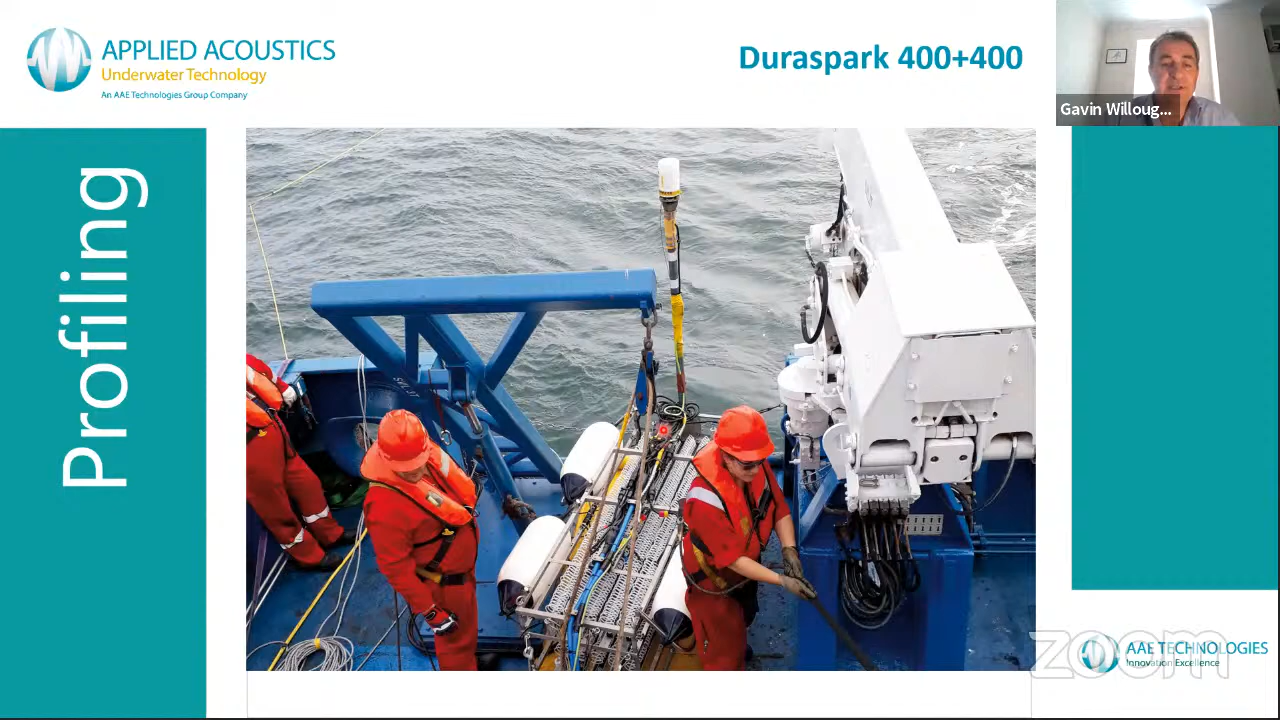 APPLIED ACOUSTICS
Underwater Technology
An AAE Technologies Group Company
Duraspark 400+400
Gavin Willoug...
Profiling
zoom
AAE TECHNOLOGIES
Innovation Excellence